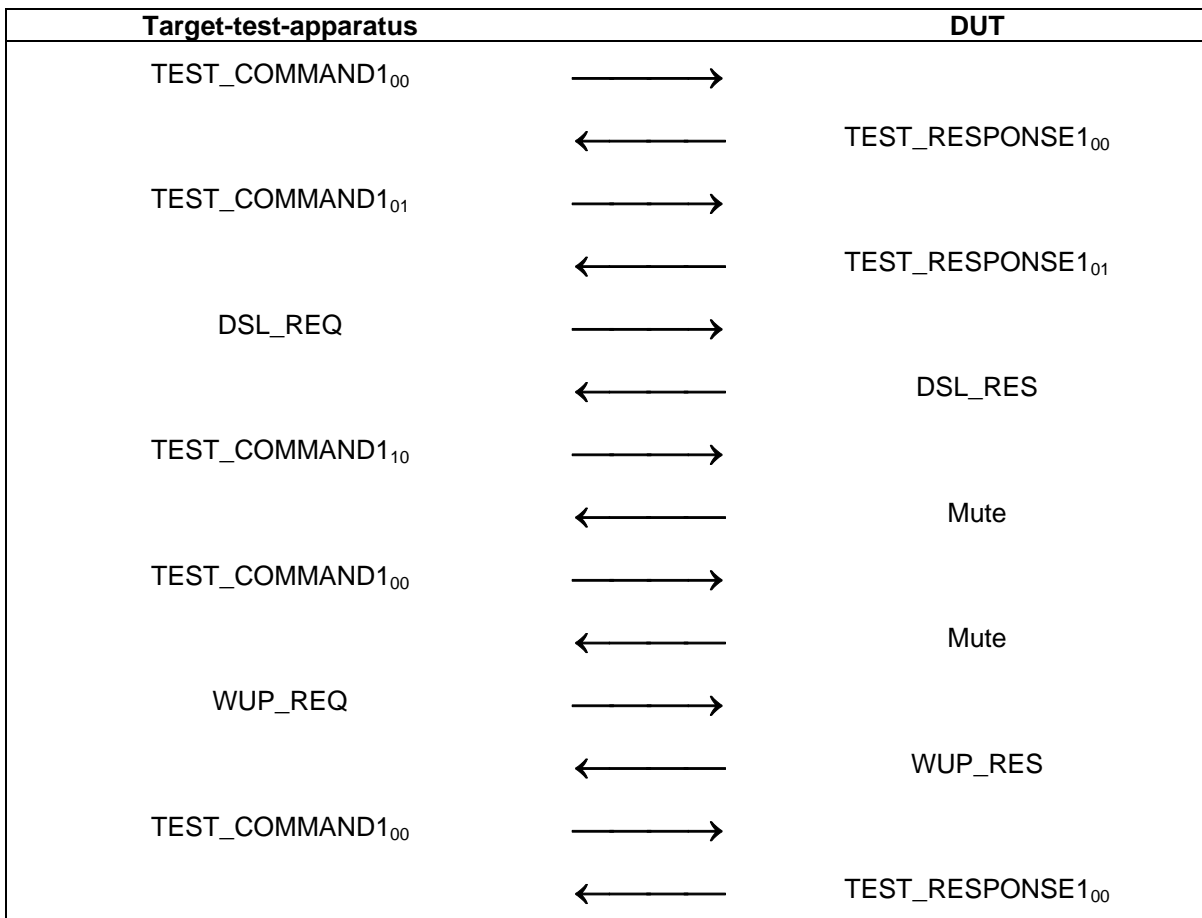 Target-test-apparatus DUT
TEST_COMMAND1₀₀
TEST_RESPONSE1₀₀
TEST_COMMAND1₀₁
TEST_RESPONSE1₀₁
DSL_REQ
DSL_RES
TEST_COMMAND1₁₀
Mute
TEST_COMMAND1₀₀
Mute
WUP_REQ
WUP_RES
TEST_COMMAND1₀₀
TEST_RESPONSE1₀₀